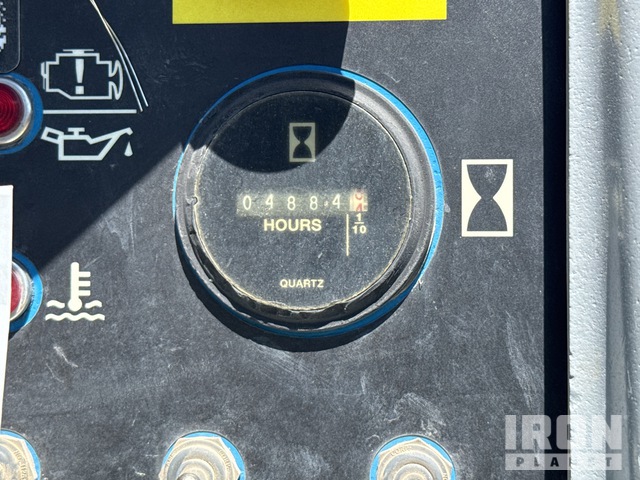 04884
HOURS
1/10
QUARTZ
IRON
PLANET